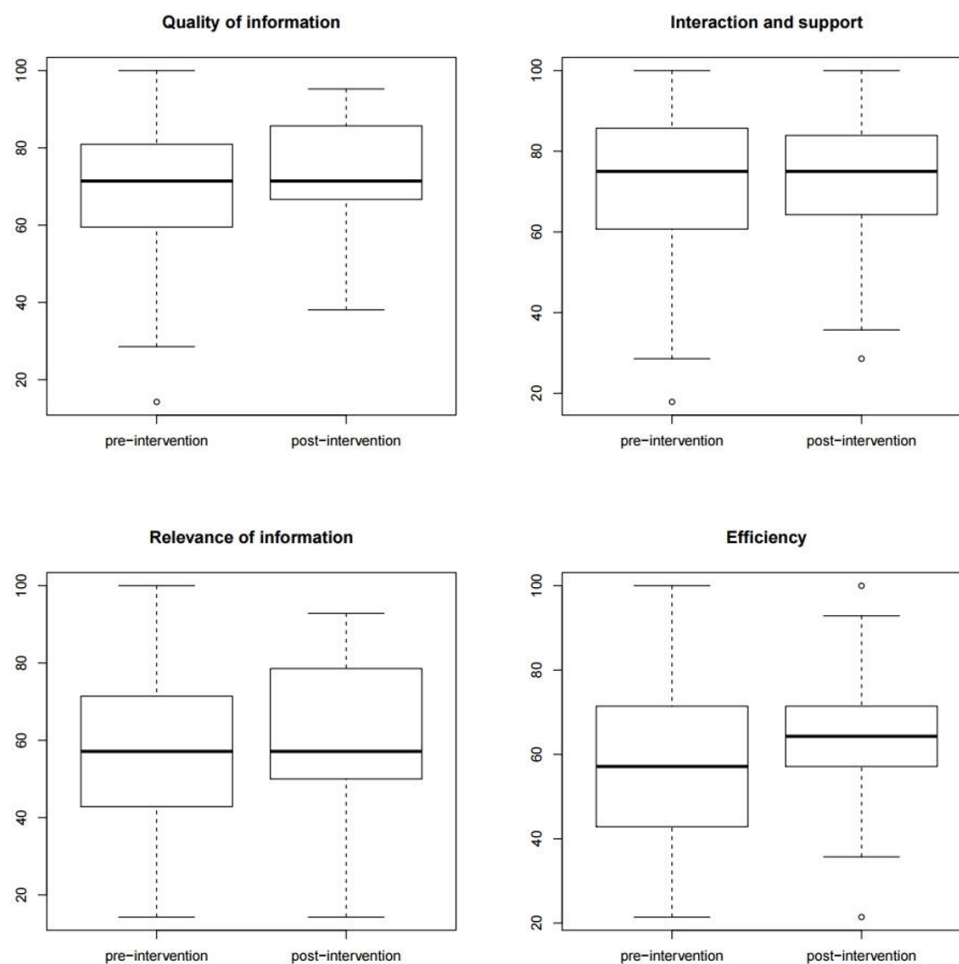 Quality of information
100
80
60
40
20
pre−intervention
post−intervention
Interaction and support
100
80
60
40
20
pre−intervention
post−intervention
Relevance of information
100
80
60
40
20
pre−intervention
post−intervention
Efficiency
100
80
60
40
20
pre−intervention
post−intervention